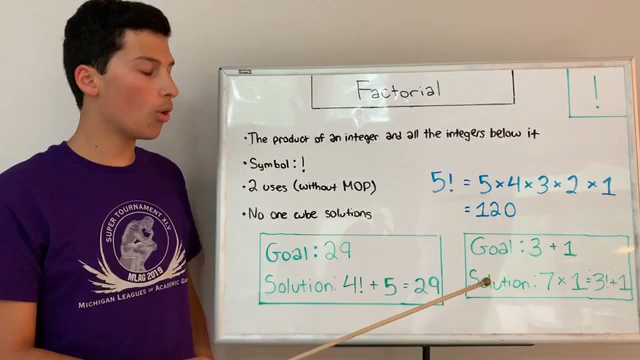 Factorial
!
• The product of an integer and all the integers below it
• Symbol: !
• 2 uses (without MOP)
• No one cube solutions
5! = 5 × 4 × 3 × 2 × 1
= 120
Goal: 29
Solution: 4! + 5 = 29
Goal: 3 + 1
Solution: 7 × 1 = 3! + 1
SUPER TOURNAMENT XLV
MLAG 2019
MICHIGAN LEAGUES OF ACADEMIC